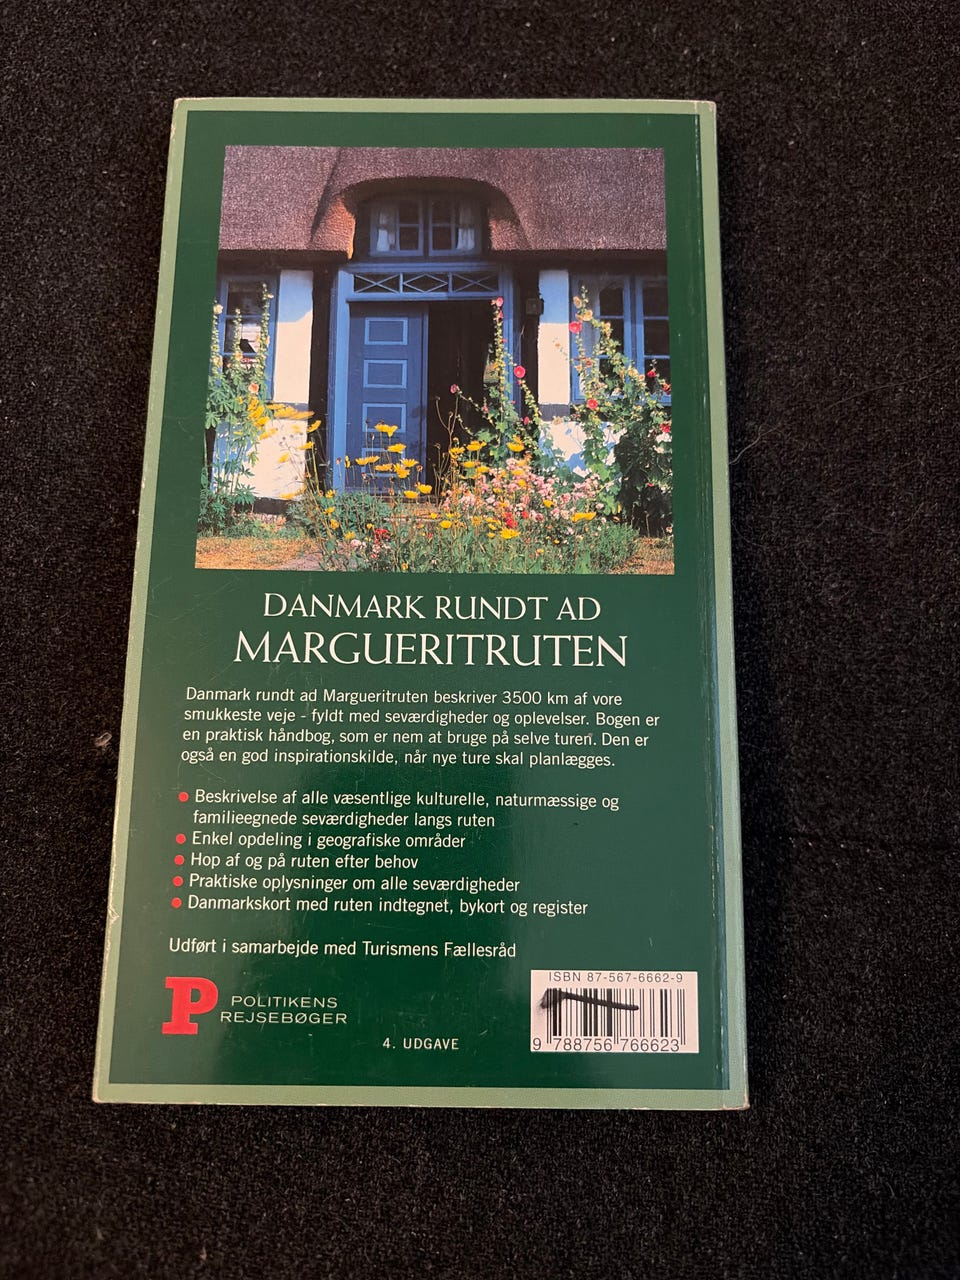 DANMARK RUNDT AD
MARGUERITRUTEN
Danmark rundt ad Margueritruten beskriver 3500 km af vore
smukkeste veje - fyldt med seværdigheder og oplevelser. Bogen er
en praktisk håndbog, som er nem at bruge på selve turen. Den er
også en god inspirationskilde, når nye ture skal planlægges.
• Beskrivelse af alle væsentlige kulturelle, naturmæssige og
familieegnede seværdigheder langs ruten
• Enkel opdeling i geografiske områder
• Hop af og på ruten efter behov
• Praktiske oplysninger om alle seværdigheder
• Danmarkskort med ruten indtegnet, bykort og register
Udført i samarbejde med Turismens Fællesråd
P POLITIKENS
REJSEBØGER
4. UDGAVE
ISBN 87-567-6662-9
9 788756 766623